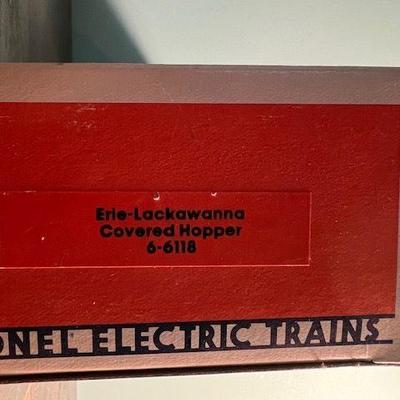 Erie-Lackawanna
Covered Hopper
6-6118
ONEL ELECTRIC TRAINS